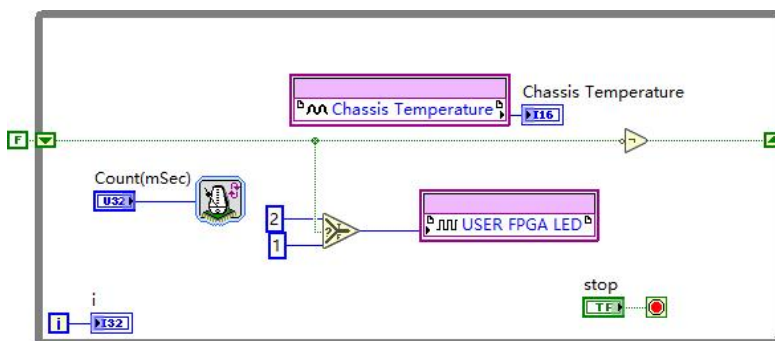 Chassis Temperature
Chassis Temperature
I16
F
Count(mSec)
U32
2
1
?
T
F
USER FPGA LED
stop
TF
i
i
I32